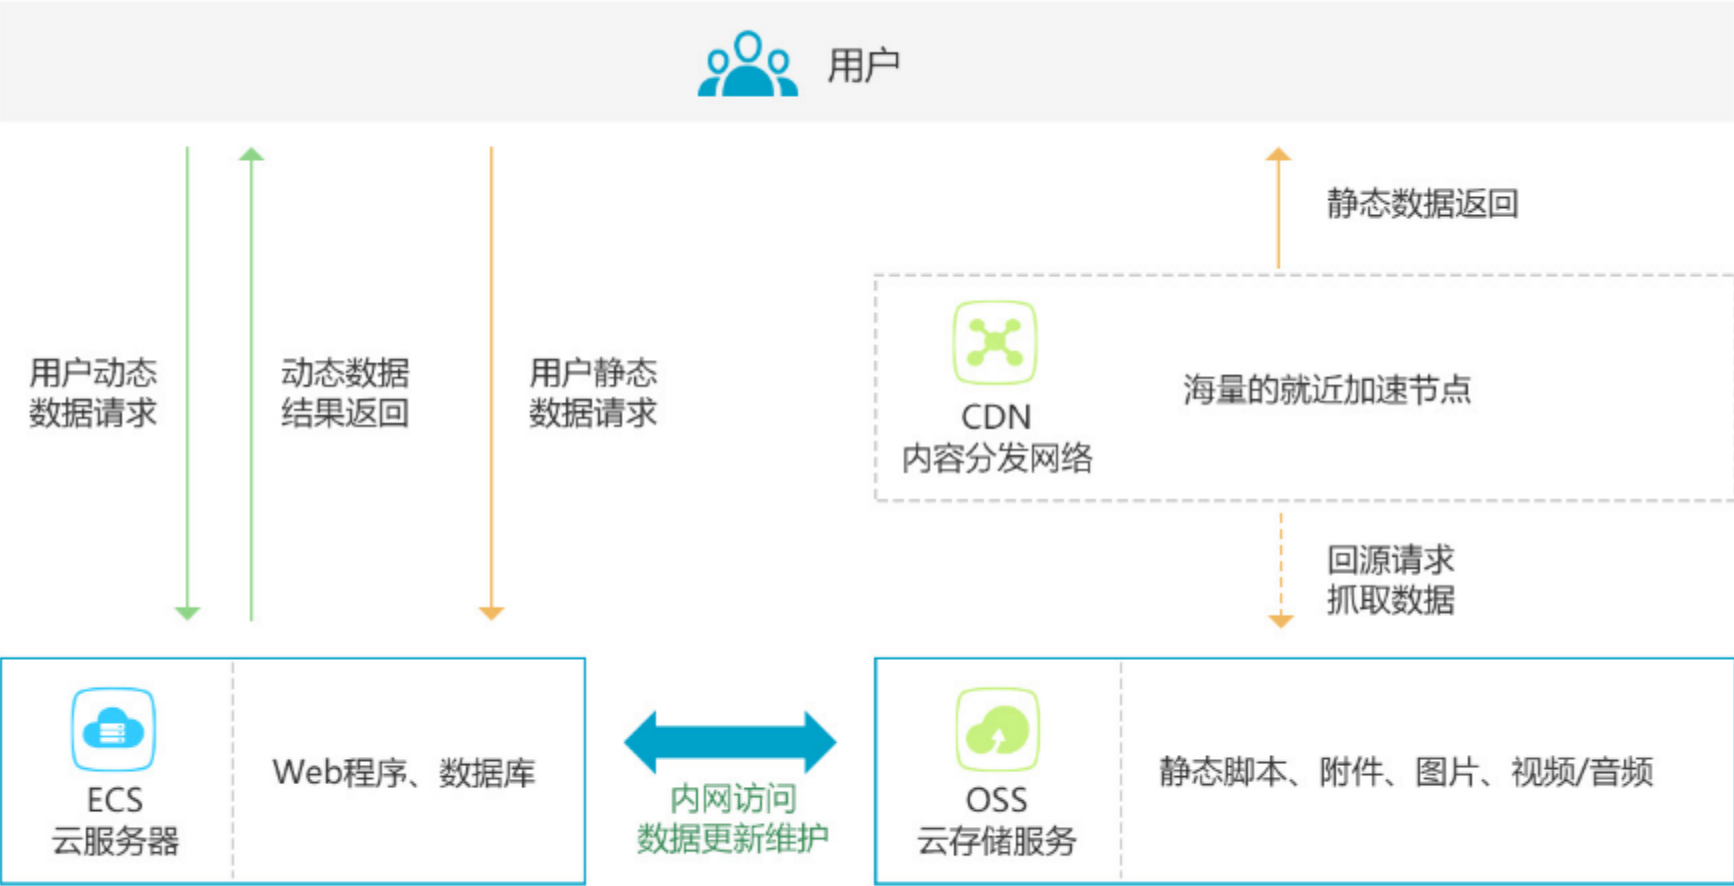 用户
静态数据返回
用户动态
数据请求
动态数据
结果返回
用户静态
数据请求
CDN
内容分发网络
海量的就近加速节点
回源请求
抓取数据
ECS
云服务器
Web程序、数据库
内网访问
数据更新维护
OSS
云存储服务
静态脚本、附件、图片、视频/音频